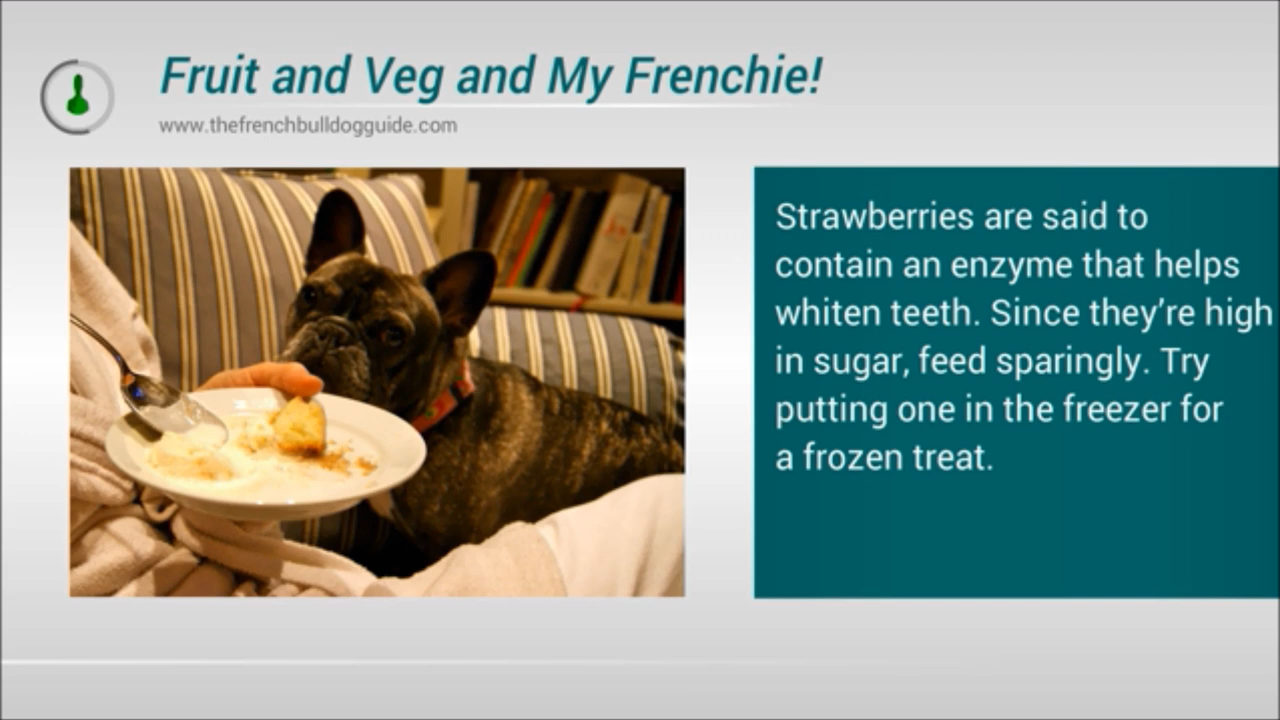 Fruit and Veg and My Frenchie!
www.thefrenchbulldogguide.com
Strawberries are said to
contain an enzyme that helps
whiten teeth. Since they’re high
in sugar, feed sparingly. Try
putting one in the freezer for
a frozen treat.